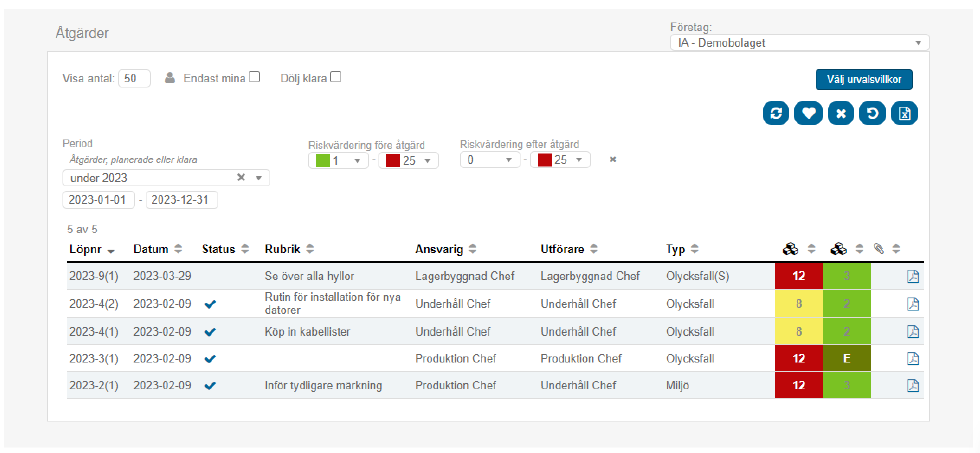 Åtgärder
Företag:
IA - Demobolaget
Visa antal: 50 Endast mina Dölj klara
Välj urvalsvillkor
Period
Åtgärder, planerade eller klara
under 2023
2023-01-01 - 2023-12-31
Riskvärdering före åtgärd
1 - 25
Riskvärdering efter åtgärd
0 - 25
5 av 5
Löpnr Datum Status Rubrik Ansvarig Utförare Typ
2023-9(1) 2023-03-29 Se över alla hyllor Lagerbyggnad Chef Lagerbyggnad Chef Olycksfall(S) 12 3
2023-4(2) 2023-02-09 Rutin för installation för nya Underhåll Chef Underhåll Chef Olycksfall 8 2
datorer
2023-4(1) 2023-02-09 Köp in kabellister Underhåll Chef Underhåll Chef Olycksfall 8 2
2023-3(1) 2023-02-09 Produktion Chef Produktion Chef Olycksfall 12 E
2023-2(1) 2023-02-09 Inför tydligare märkning Produktion Chef Underhåll Chef Miljö 12 3